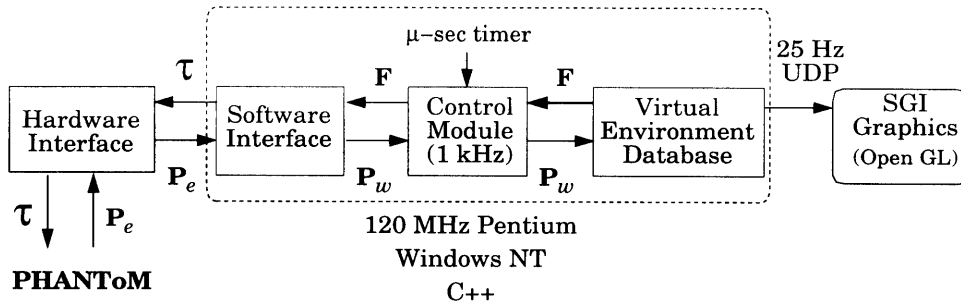 μ-sec timer
25 Hz
UDP
τ
F
F
Hardware
Interface
Software
Interface
Control
Module
(1 kHz)
Virtual
Environment
Database
SGI
Graphics
(Open GL)
P_e
P_w
P_w
τ
P_e
PHANToM
120 MHz Pentium
Windows NT
C++